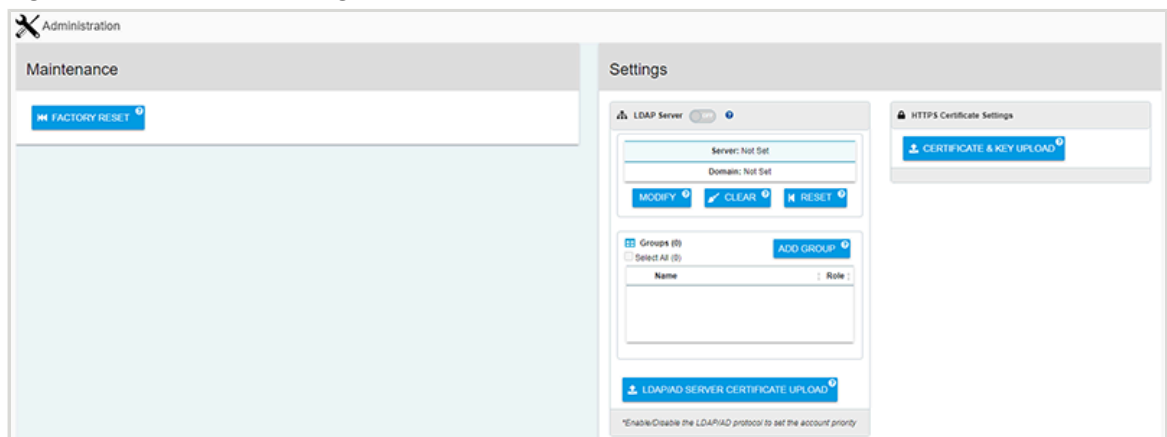 Administration
Maintenance
FACTORY RESET ?
Settings
LDAP Server ?
Server: Not Set
Domain: Not Set
MODIFY ? CLEAR ? RESET ?
Groups (0)
Select All (0)
ADD GROUP ?
Name Role
LDAP/AD SERVER CERTIFICATE UPLOAD ?
*Enable/Disable the LDAP/AD protocol to set the account priority
HTTPS Certificate Settings
CERTIFICATE & KEY UPLOAD ?